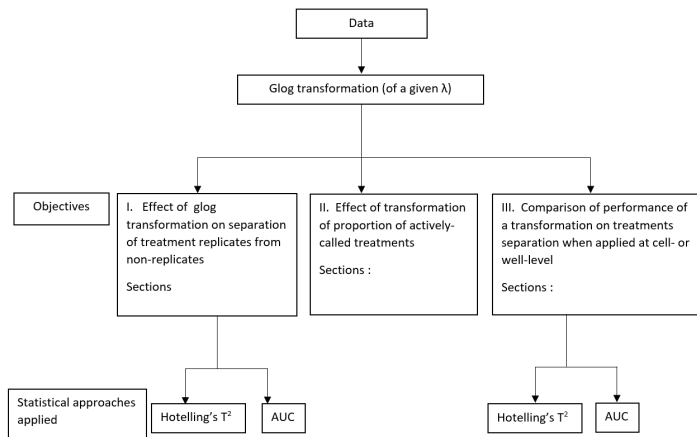 Data
Glog transformation (of a given λ)
Objectives
I. Effect of glog
transformation on separation
of treatment replicates from
non-replicates
Sections
II. Effect of transformation
of proportion of actively-
called treatments
Sections :
III. Comparison of performance of
a transformation on treatments
separation when applied at cell- or
well-level
Sections :
Statistical approaches
applied
Hotelling's T²
AUC
Hotelling's T²
AUC